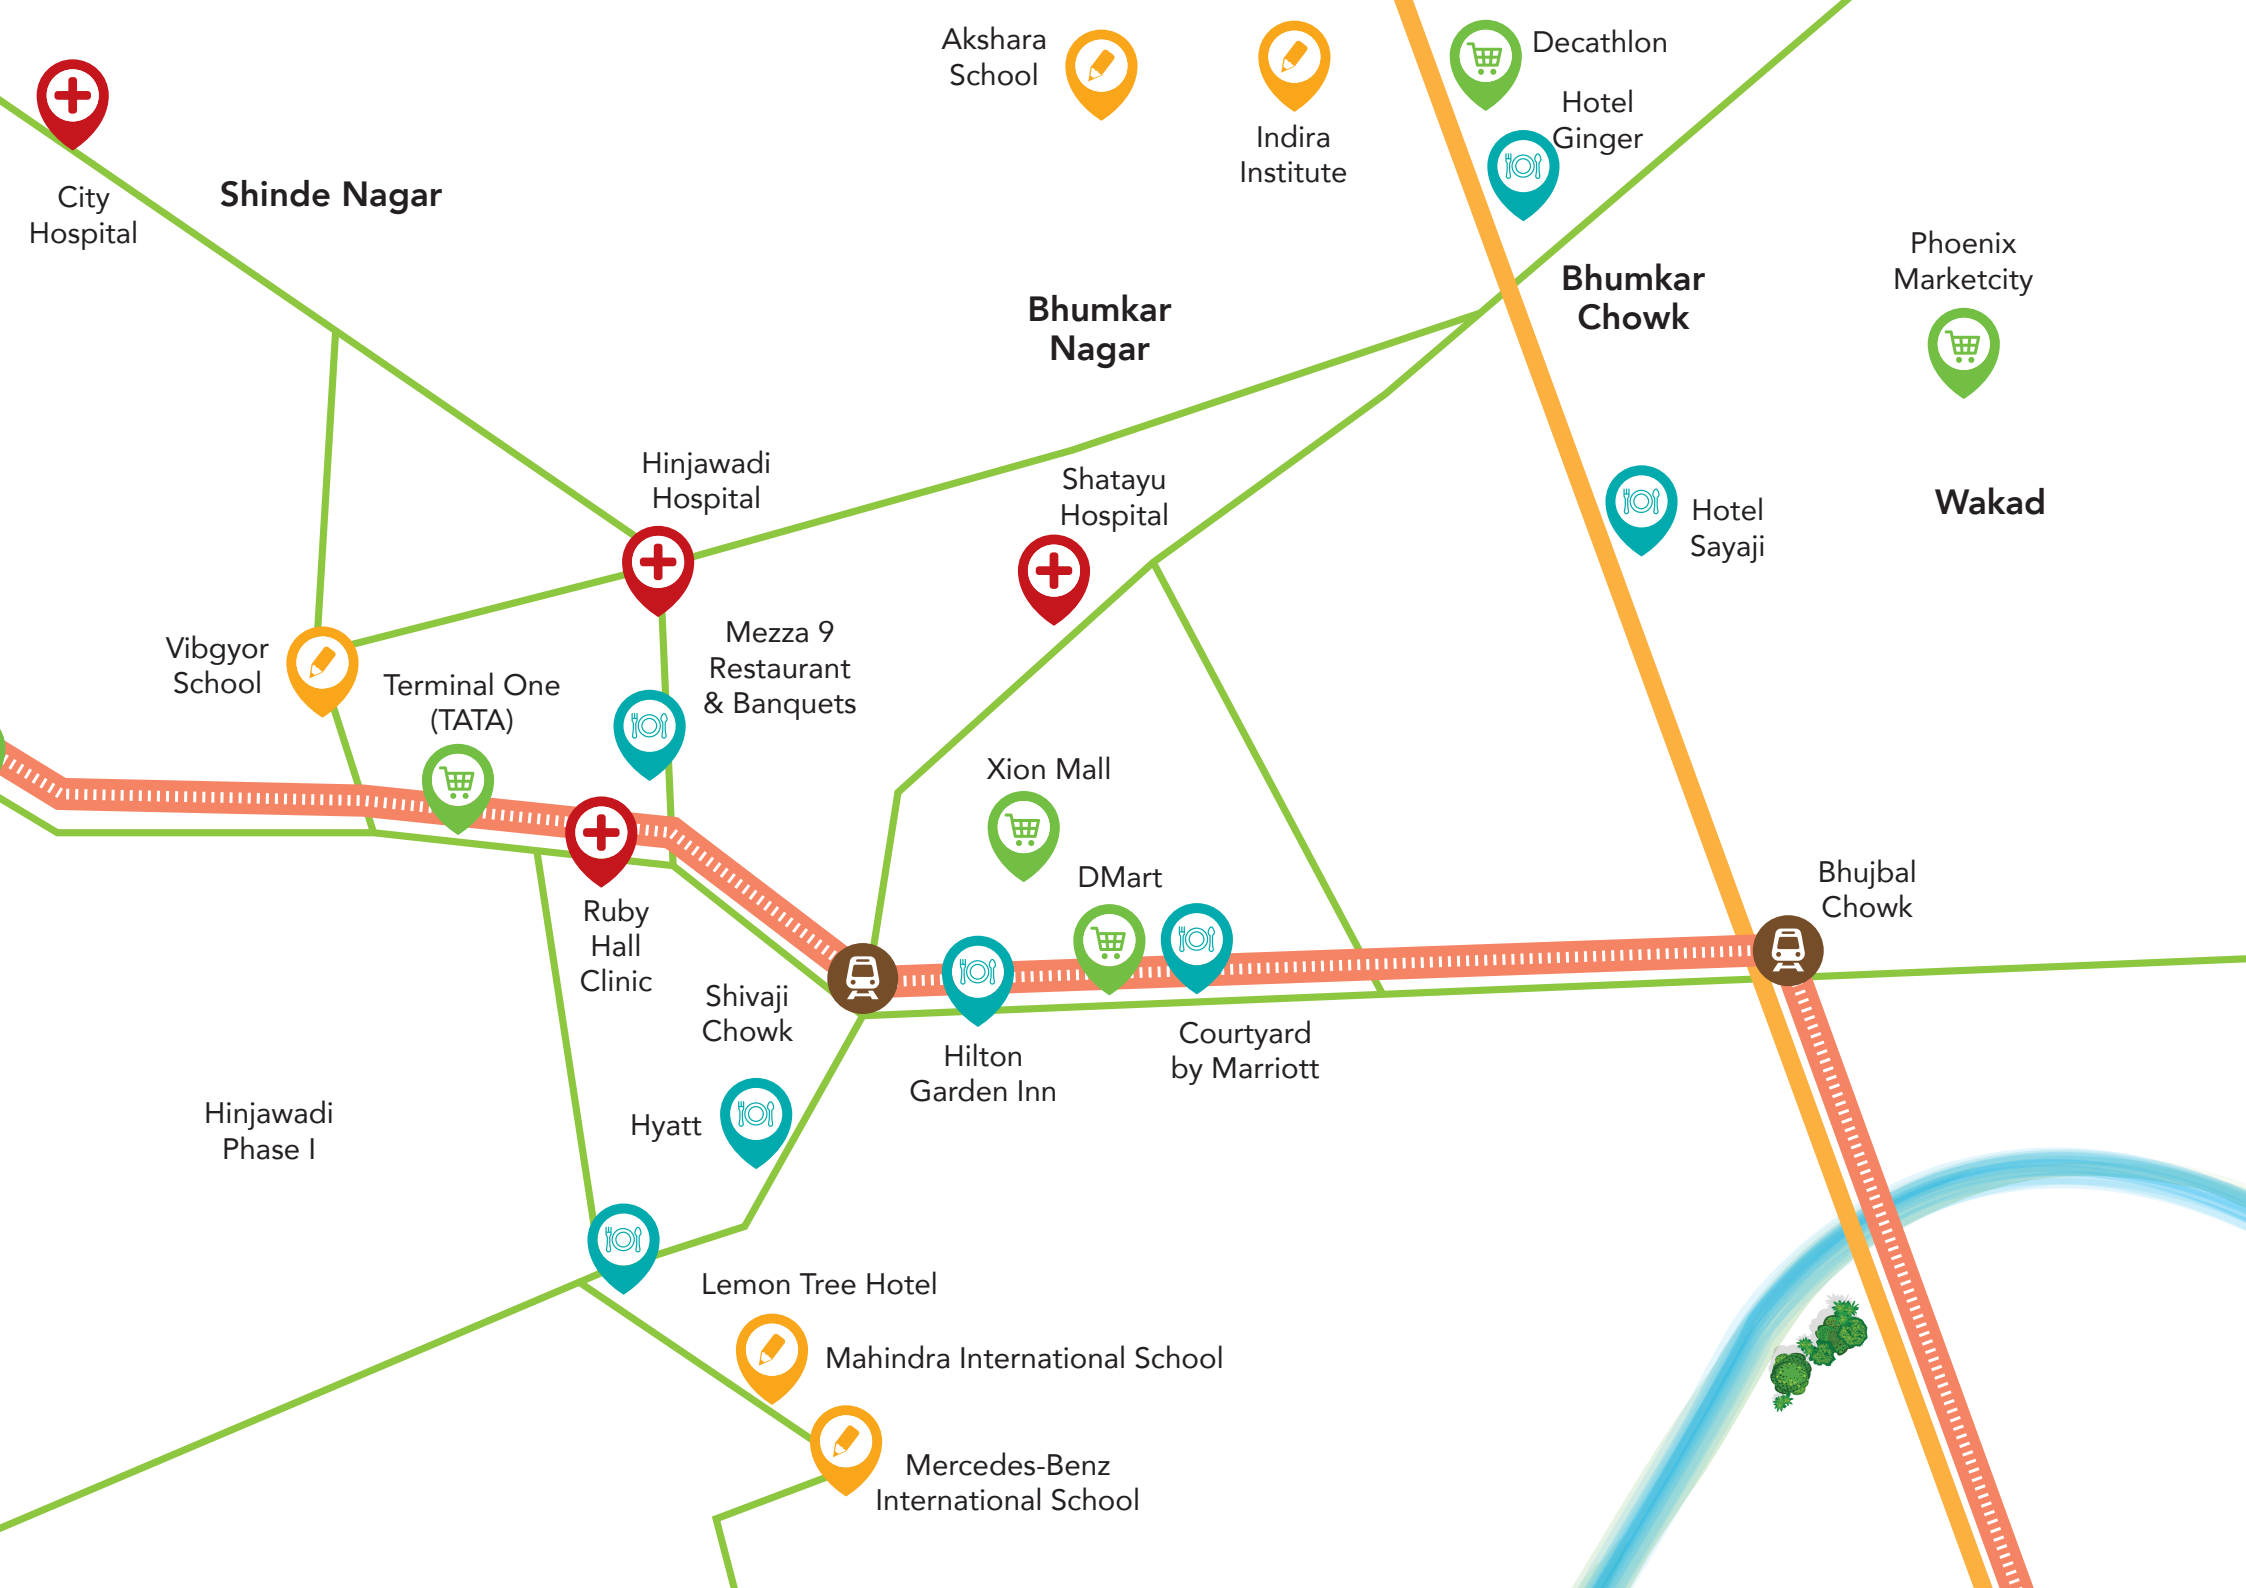 Akshara
School
Decathlon
Hotel
Ginger
Indira
Institute
City
Hospital
Shinde Nagar
Phoenix
Marketcity
Bhumkar
Chowk
Bhumkar
Nagar
Hinjawadi
Hospital
Shatayu
Hospital
Wakad
Hotel
Sayaji
Mezza 9
Restaurant
& Banquets
Vibgyor
School
Terminal One
(TATA)
Xion Mall
DMart
Bhujbal
Chowk
Ruby
Hall
Clinic
Shivaji
Chowk
Hilton
Garden Inn
Courtyard
by Marriott
Hinjawadi
Phase I
Hyatt
Lemon Tree Hotel
Mahindra International School
Mercedes-Benz
International School